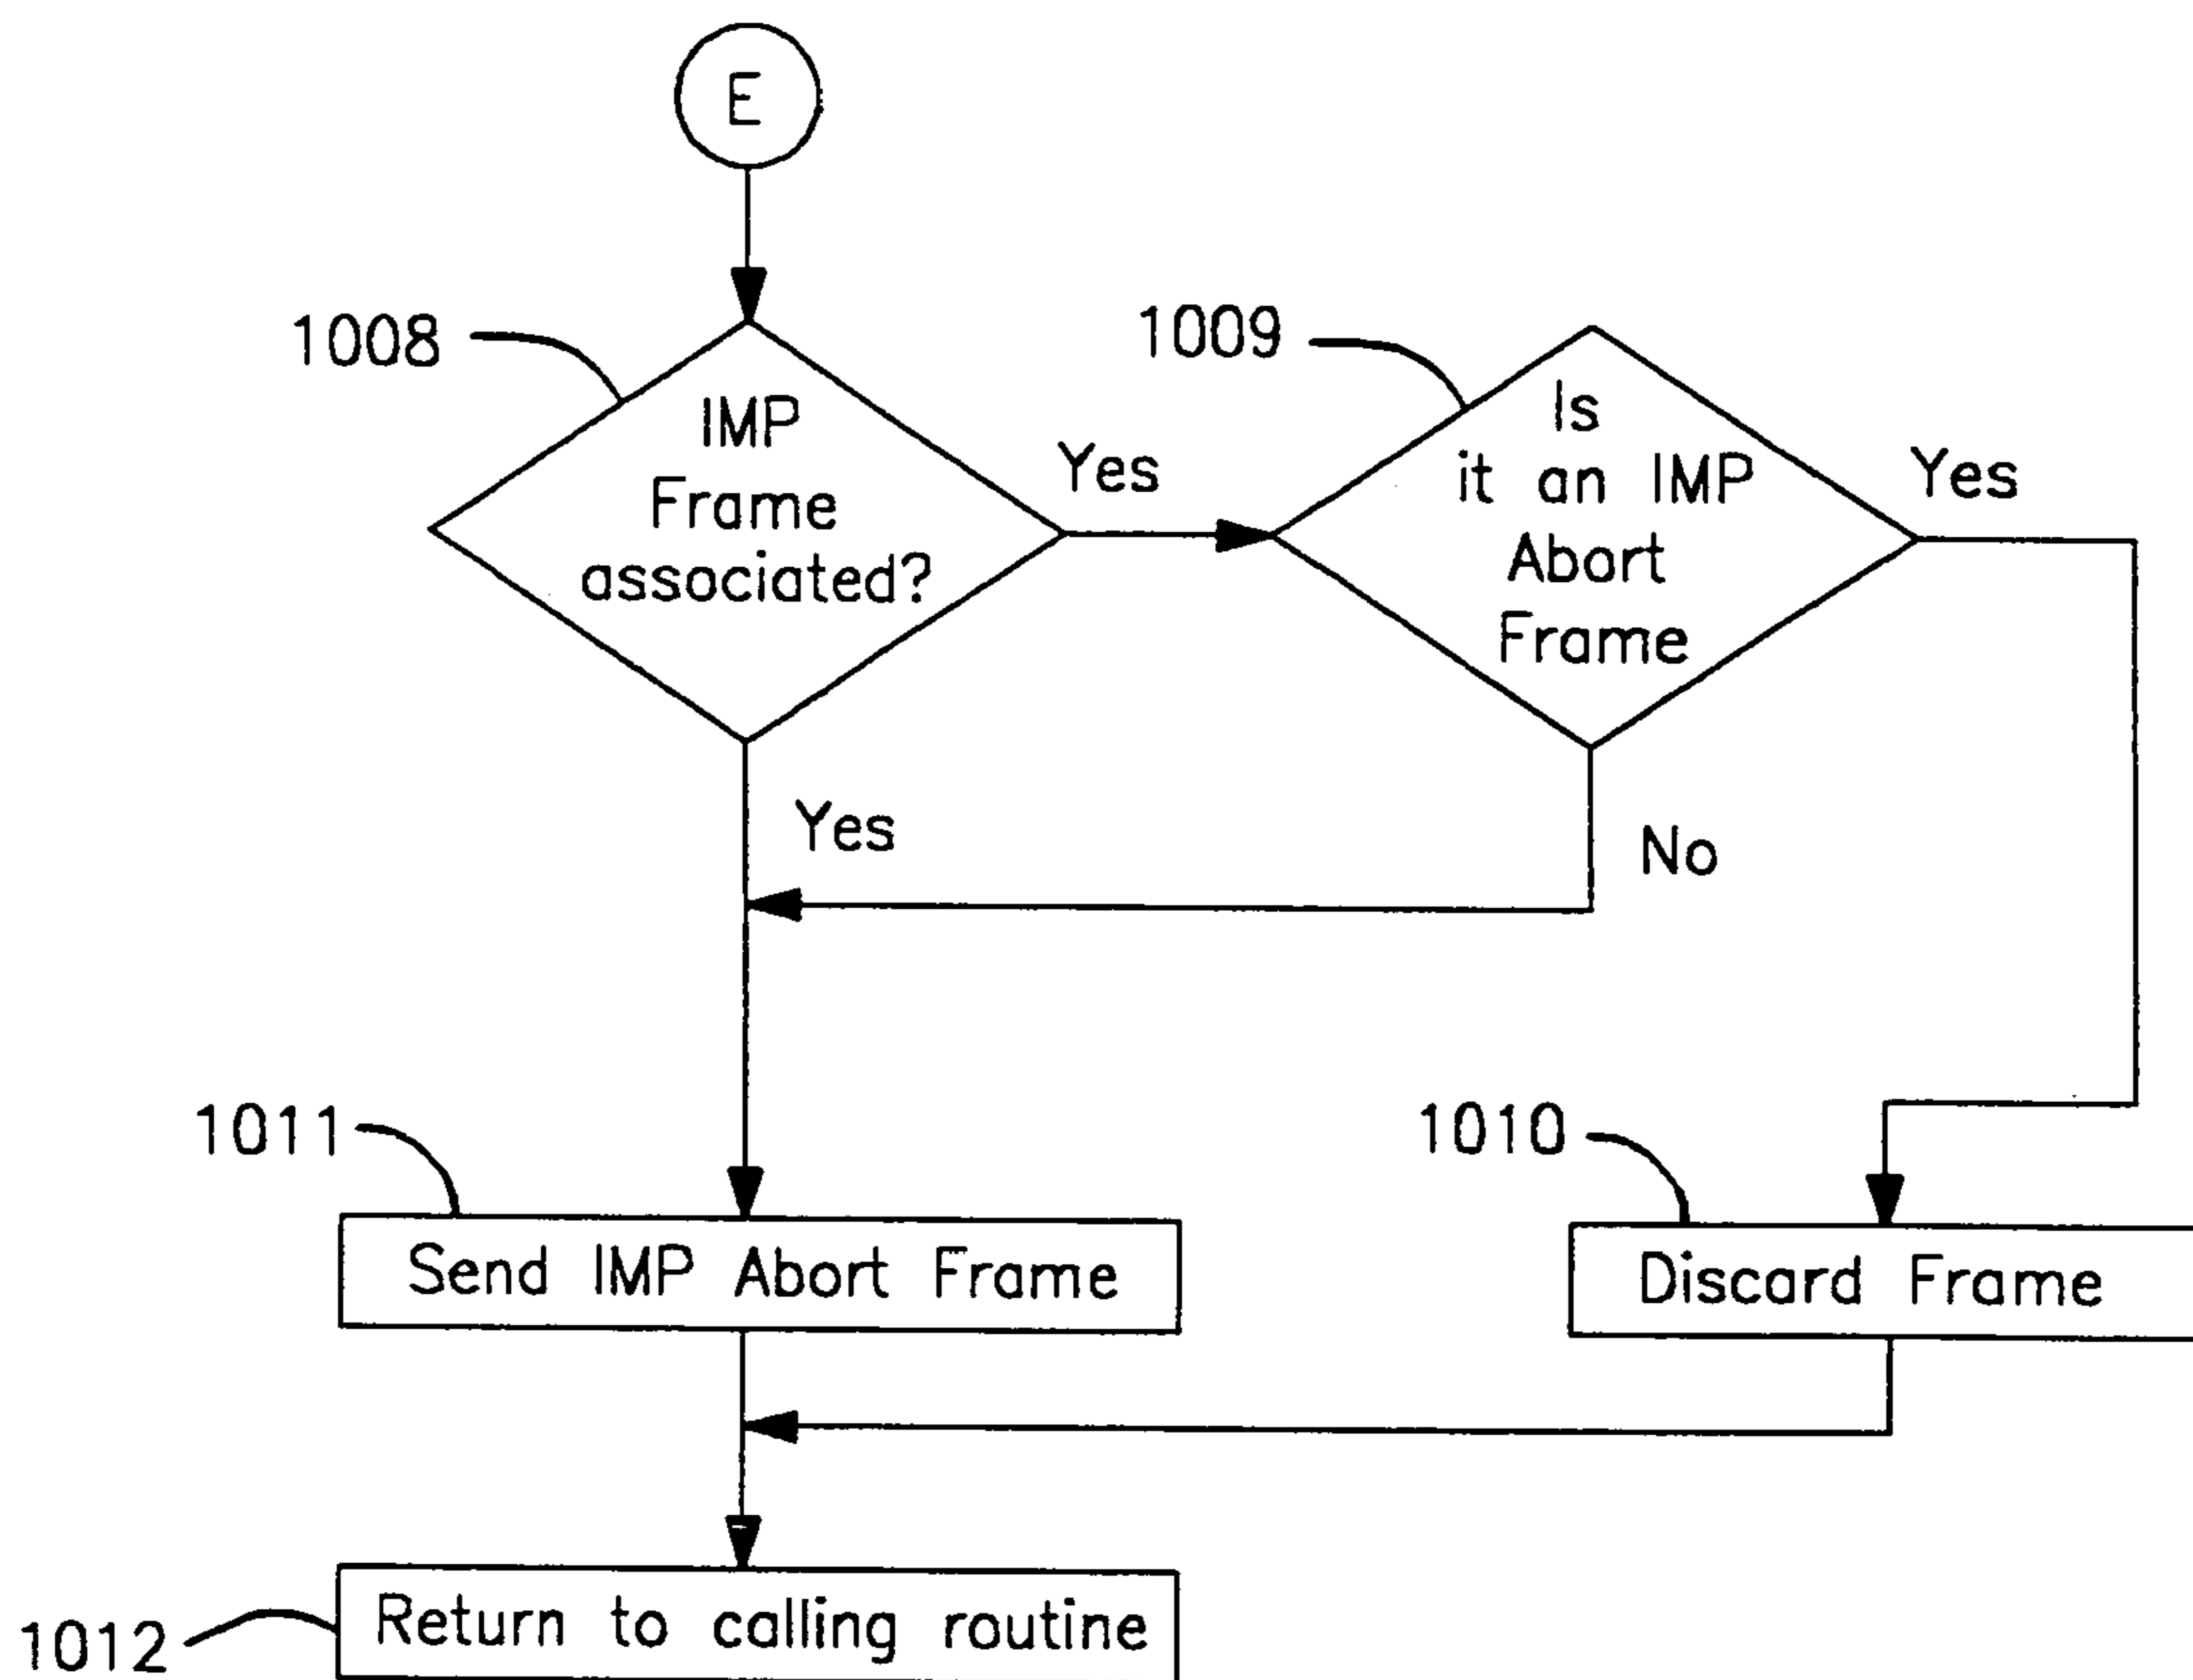 E
1008
IMP
Frame
associated?
Yes
1009
Is
it an IMP
Abort
Frame
Yes
Yes
No
1011
Send IMP Abort Frame
1010
Discard Frame
1012
Return to calling routine